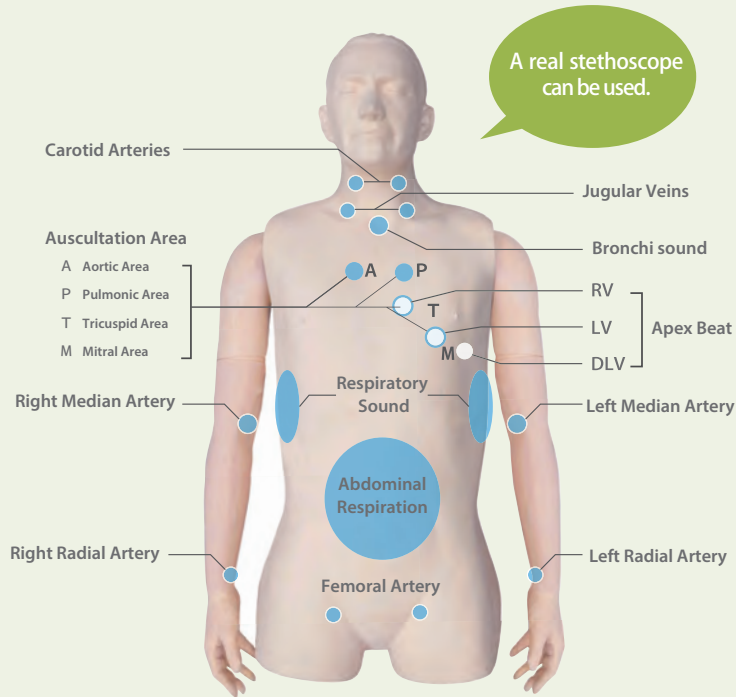 A real stethoscope
can be used.
Carotid Arteries
Jugular Veins
Auscultation Area
A Aortic Area
P Pulmonic Area
T Tricuspid Area
M Mitral Area
Bronchi sound
A
P
T
M
RV
LV
DLV
Apex Beat
Respiratory
Sound
Right Median Artery
Left Median Artery
Abdominal
Respiration
Right Radial Artery
Left Radial Artery
Femoral Artery